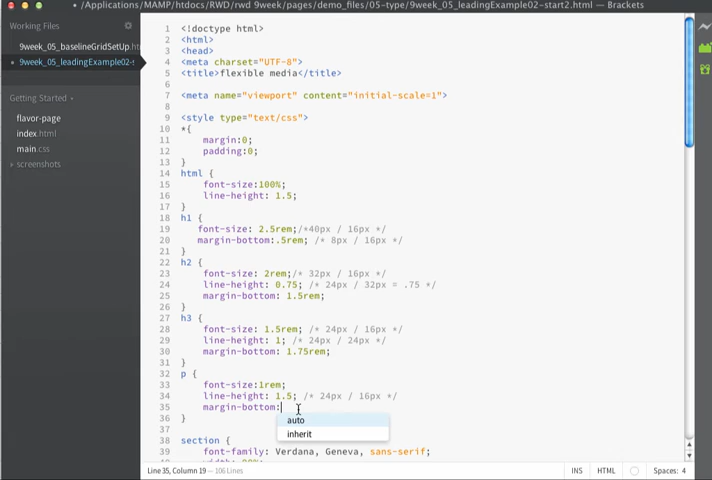 /Applications/MAMP/htdocs/RWD/rwd 9week/pages/demo_files/05-type/9week_05_leadingExample02-start2.html — Brackets
Working Files
9week_05_baselineGridSetUp.ht
9week_05_leadingExample02-s
Getting Started
flavor-page
index.html
main.css
screenshots
1 <!doctype html>
2 <html>
3 <head>
4 <meta charset="UTF-8">
5 <title>flexible media</title>
6
7 <meta name="viewport" content="initial-scale=1">
8
9 <style type="text/css">
10 *{
11 margin:0;
12 padding:0;
13 }
14 html {
15 font-size:100%;
16 line-height: 1.5;
17 }
18 h1 {
19 font-size: 2.5rem;/*40px / 16px */
20 margin-bottom:.5rem; /* 8px / 16px */
21 }
22 h2 {
23 font-size: 2rem;/* 32px / 16px */
24 line-height: 0.75; /* 24px / 32px = .75 */
25 margin-bottom: 1.5rem;
26 }
27 h3 {
28 font-size: 1.5rem; /* 24px / 16px */
29 line-height: 1; /* 24px / 24px */
30 margin-bottom: 1.75rem;
31 }
32 p {
33 font-size:1rem;
34 line-height: 1.5; /* 24px / 16px */
35 margin-bottom:
auto
36 }
inherit
37
38 section {
39 font-family: Verdana, Geneva, sans-serif;
Line 35, Column 19 — 106 Lines
INS
HTML
Spaces: 4